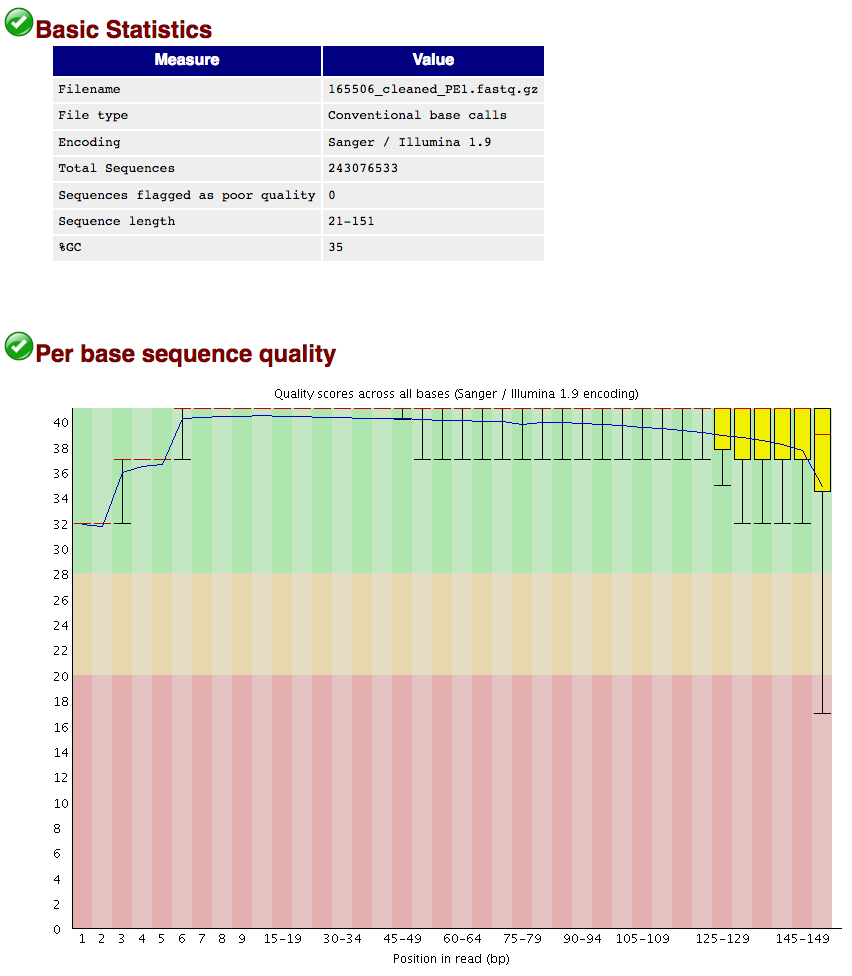 Basic Statistics
Measure Value
Filename 165506_cleaned_PE1.fastq.gz
File type Conventional base calls
Encoding Sanger / Illumina 1.9
Total Sequences 243076533
Sequences flagged as poor quality 0
Sequence length 21-151
%GC 35
Per base sequence quality
Quality scores across all bases (Sanger / Illumina 1.9 encoding)
40
38
36
34
32
30
28
26
24
22
20
18
16
14
12
10
8
6
4
2
0
1 2 3 4 5 6 7 8 9 15-19 30-34 45-49 60-64 75-79 90-94 105-109 125-129 145-149
Position in read (bp)